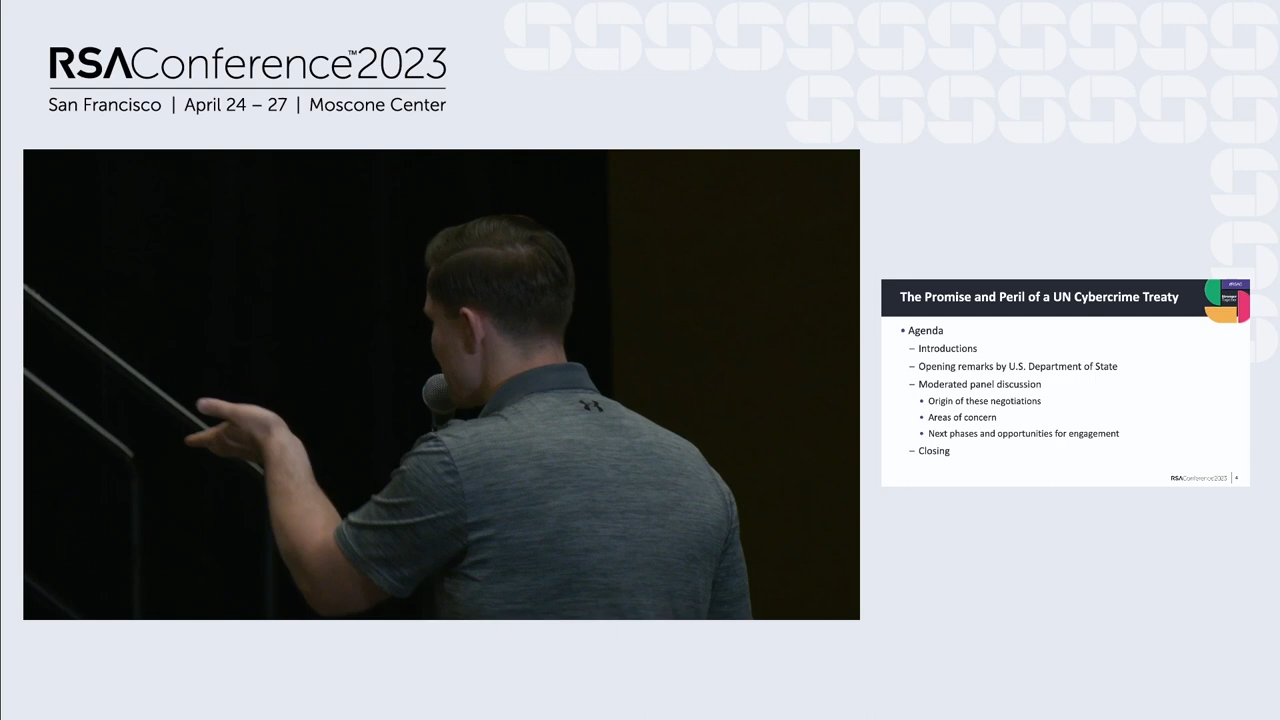 RSAConference™2023
San Francisco | April 24 – 27 | Moscone Center
The Promise and Peril of a UN Cybercrime Treaty
• Agenda
– Introductions
– Opening remarks by U.S. Department of State
– Moderated panel discussion
• Origin of these negotiations
• Areas of concern
• Next phases and opportunities for engagement
– Closing
RSAConference2023 | 4